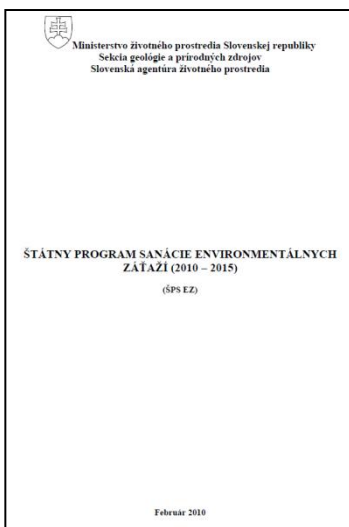 Ministerstvo životného prostredia Slovenskej republiky
Sekcia geológie a prírodných zdrojov
Slovenská agentúra životného prostredia
ŠTÁTNY PROGRAM SANÁCIE ENVIRONMENTÁLNYCH
ZÁŤAŽÍ (2010 – 2015)
(ŠPS EZ)
Február 2010